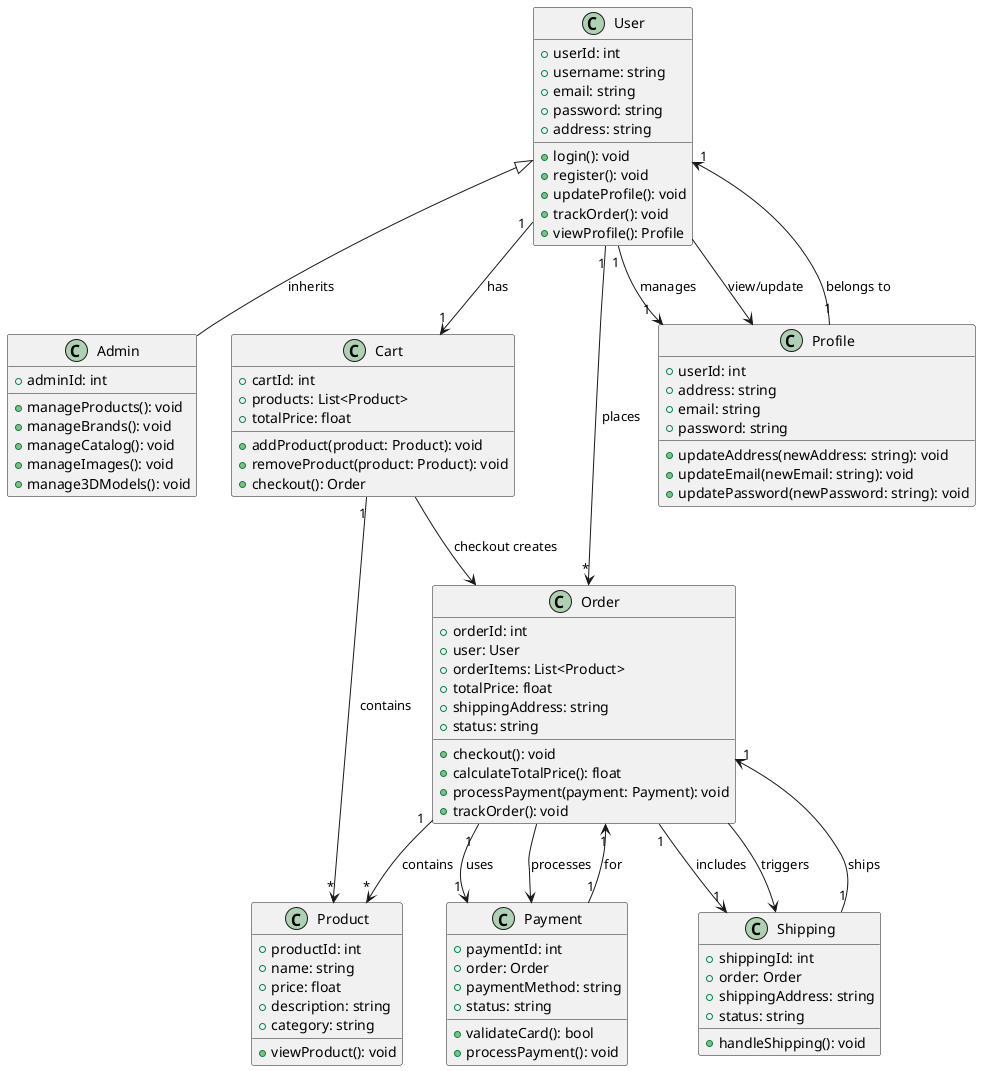 C User
userId: int
username: string
email: string
password: string
address: string
login(): void
register(): void
updateProfile(): void
trackOrder(): void
viewProfile(): Profile
1
1
1
1
inherits
has
manages
view/update
belongs to
1
1
1
C Admin
adminId: int
manageProducts(): void
manageBrands(): void
manageCatalog(): void
manageImages(): void
manage3DModels(): void
C Cart
cartId: int
products: List<Product>
totalPrice: float
addProduct(product: Product): void
removeProduct(product: Product): void
checkout(): Order
C Profile
userId: int
address: string
email: string
password: string
updateAddress(newAddress: string): void
updateEmail(newEmail: string): void
updatePassword(newPassword: string): void
places
1
checkout creates
*
C Order
orderId: int
user: User
orderItems: List<Product>
totalPrice: float
shippingAddress: string
status: string
checkout(): void
calculateTotalPrice(): float
processPayment(payment: Payment): void
trackOrder(): void
contains
1
1
1
1
1
1
contains
uses
processes
for
includes
triggers
ships
*
*
1
1
1
1
C Product
productId: int
name: string
price: float
description: string
category: string
viewProduct(): void
C Payment
paymentId: int
order: Order
paymentMethod: string
status: string
validateCard(): bool
processPayment(): void
C Shipping
shippingId: int
order: Order
shippingAddress: string
status: string
handleShipping(): void